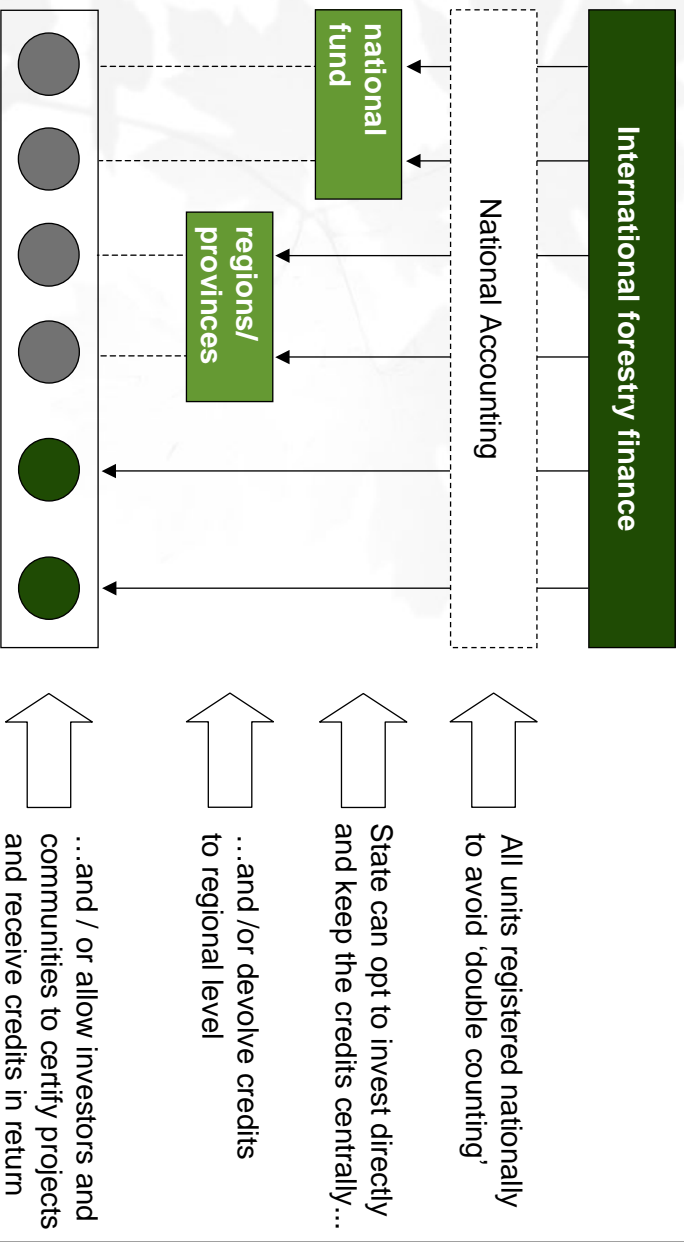 International forestry finance
National Accounting
national
fund
regions/
provinces
All units registered nationally
to avoid ‘double counting’
State can opt to invest directly
and keep the credits centrally…
…and /or devolve credits
to regional level
…and / or allow investors and
communities to certify projects
and receive credits in return